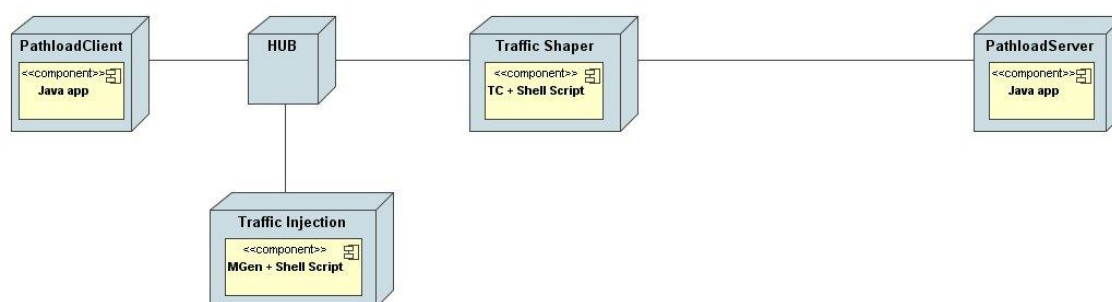 PathloadClient
<<component>>
Java app
HUB
Traffic Shaper
<<component>>
TC + Shell Script
PathloadServer
<<component>>
Java app
Traffic Injection
<<component>>
MGen + Shell Script